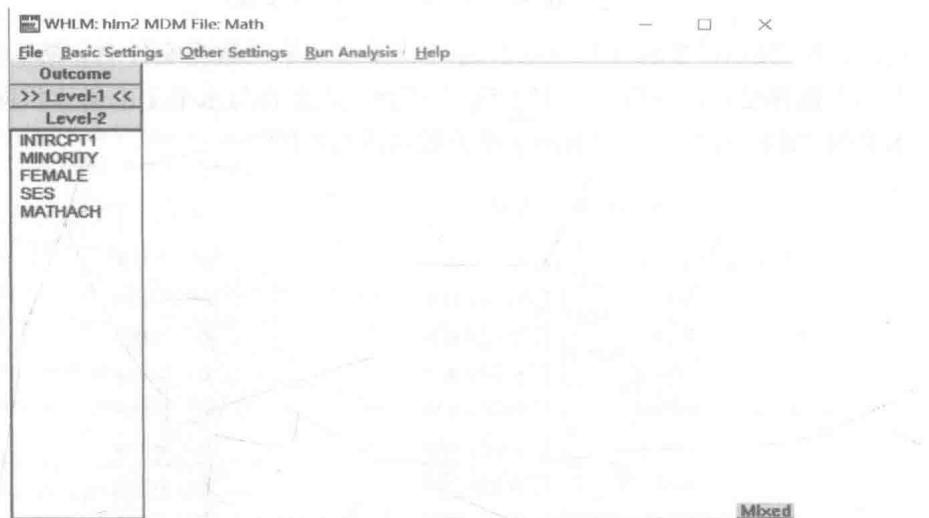 WHLM: hlm2 MDM File: Math
File Basic Settings Other Settings Run Analysis Help
Outcome
>> Level-1 <<
Level-2
INTRCPT1
MINORITY
FEMALE
SES
MATHACH
Mixed